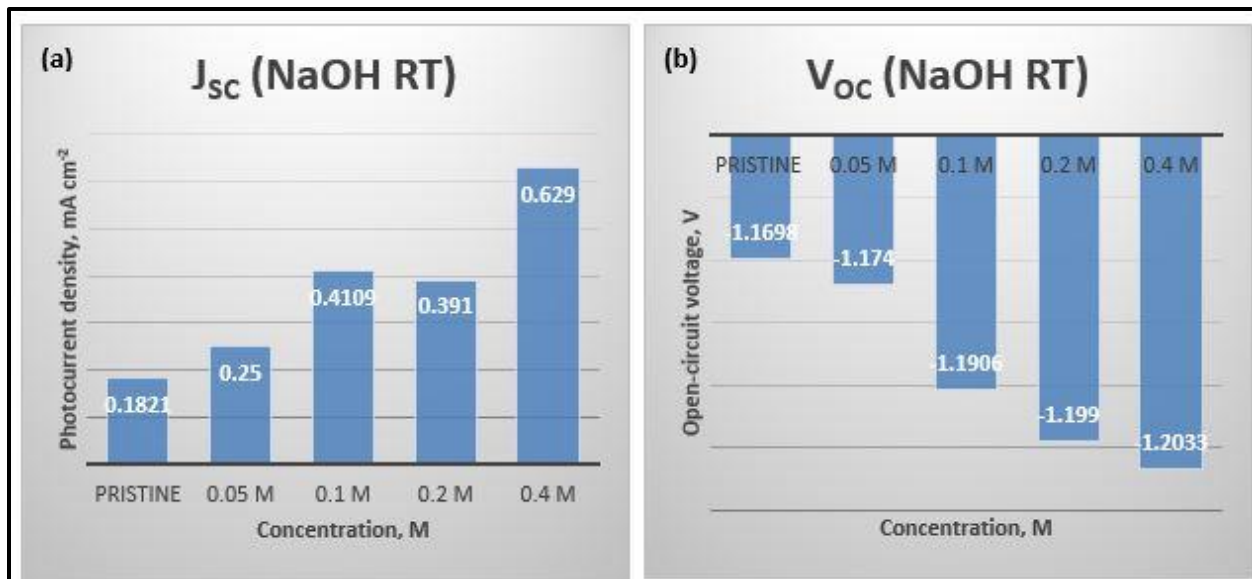 (a)
J_SC (NaOH RT)
Photocurrent density, mA cm⁻²
0.1821
0.25
0.4109
0.391
0.629
PRISTINE 0.05 M 0.1 M 0.2 M 0.4 M
Concentration, M
(b)
V_OC (NaOH RT)
Open-circuit voltage, V
PRISTINE 0.05 M 0.1 M 0.2 M 0.4 M
-1.1698
-1.174
-1.1906
-1.199
-1.2033
Concentration, M